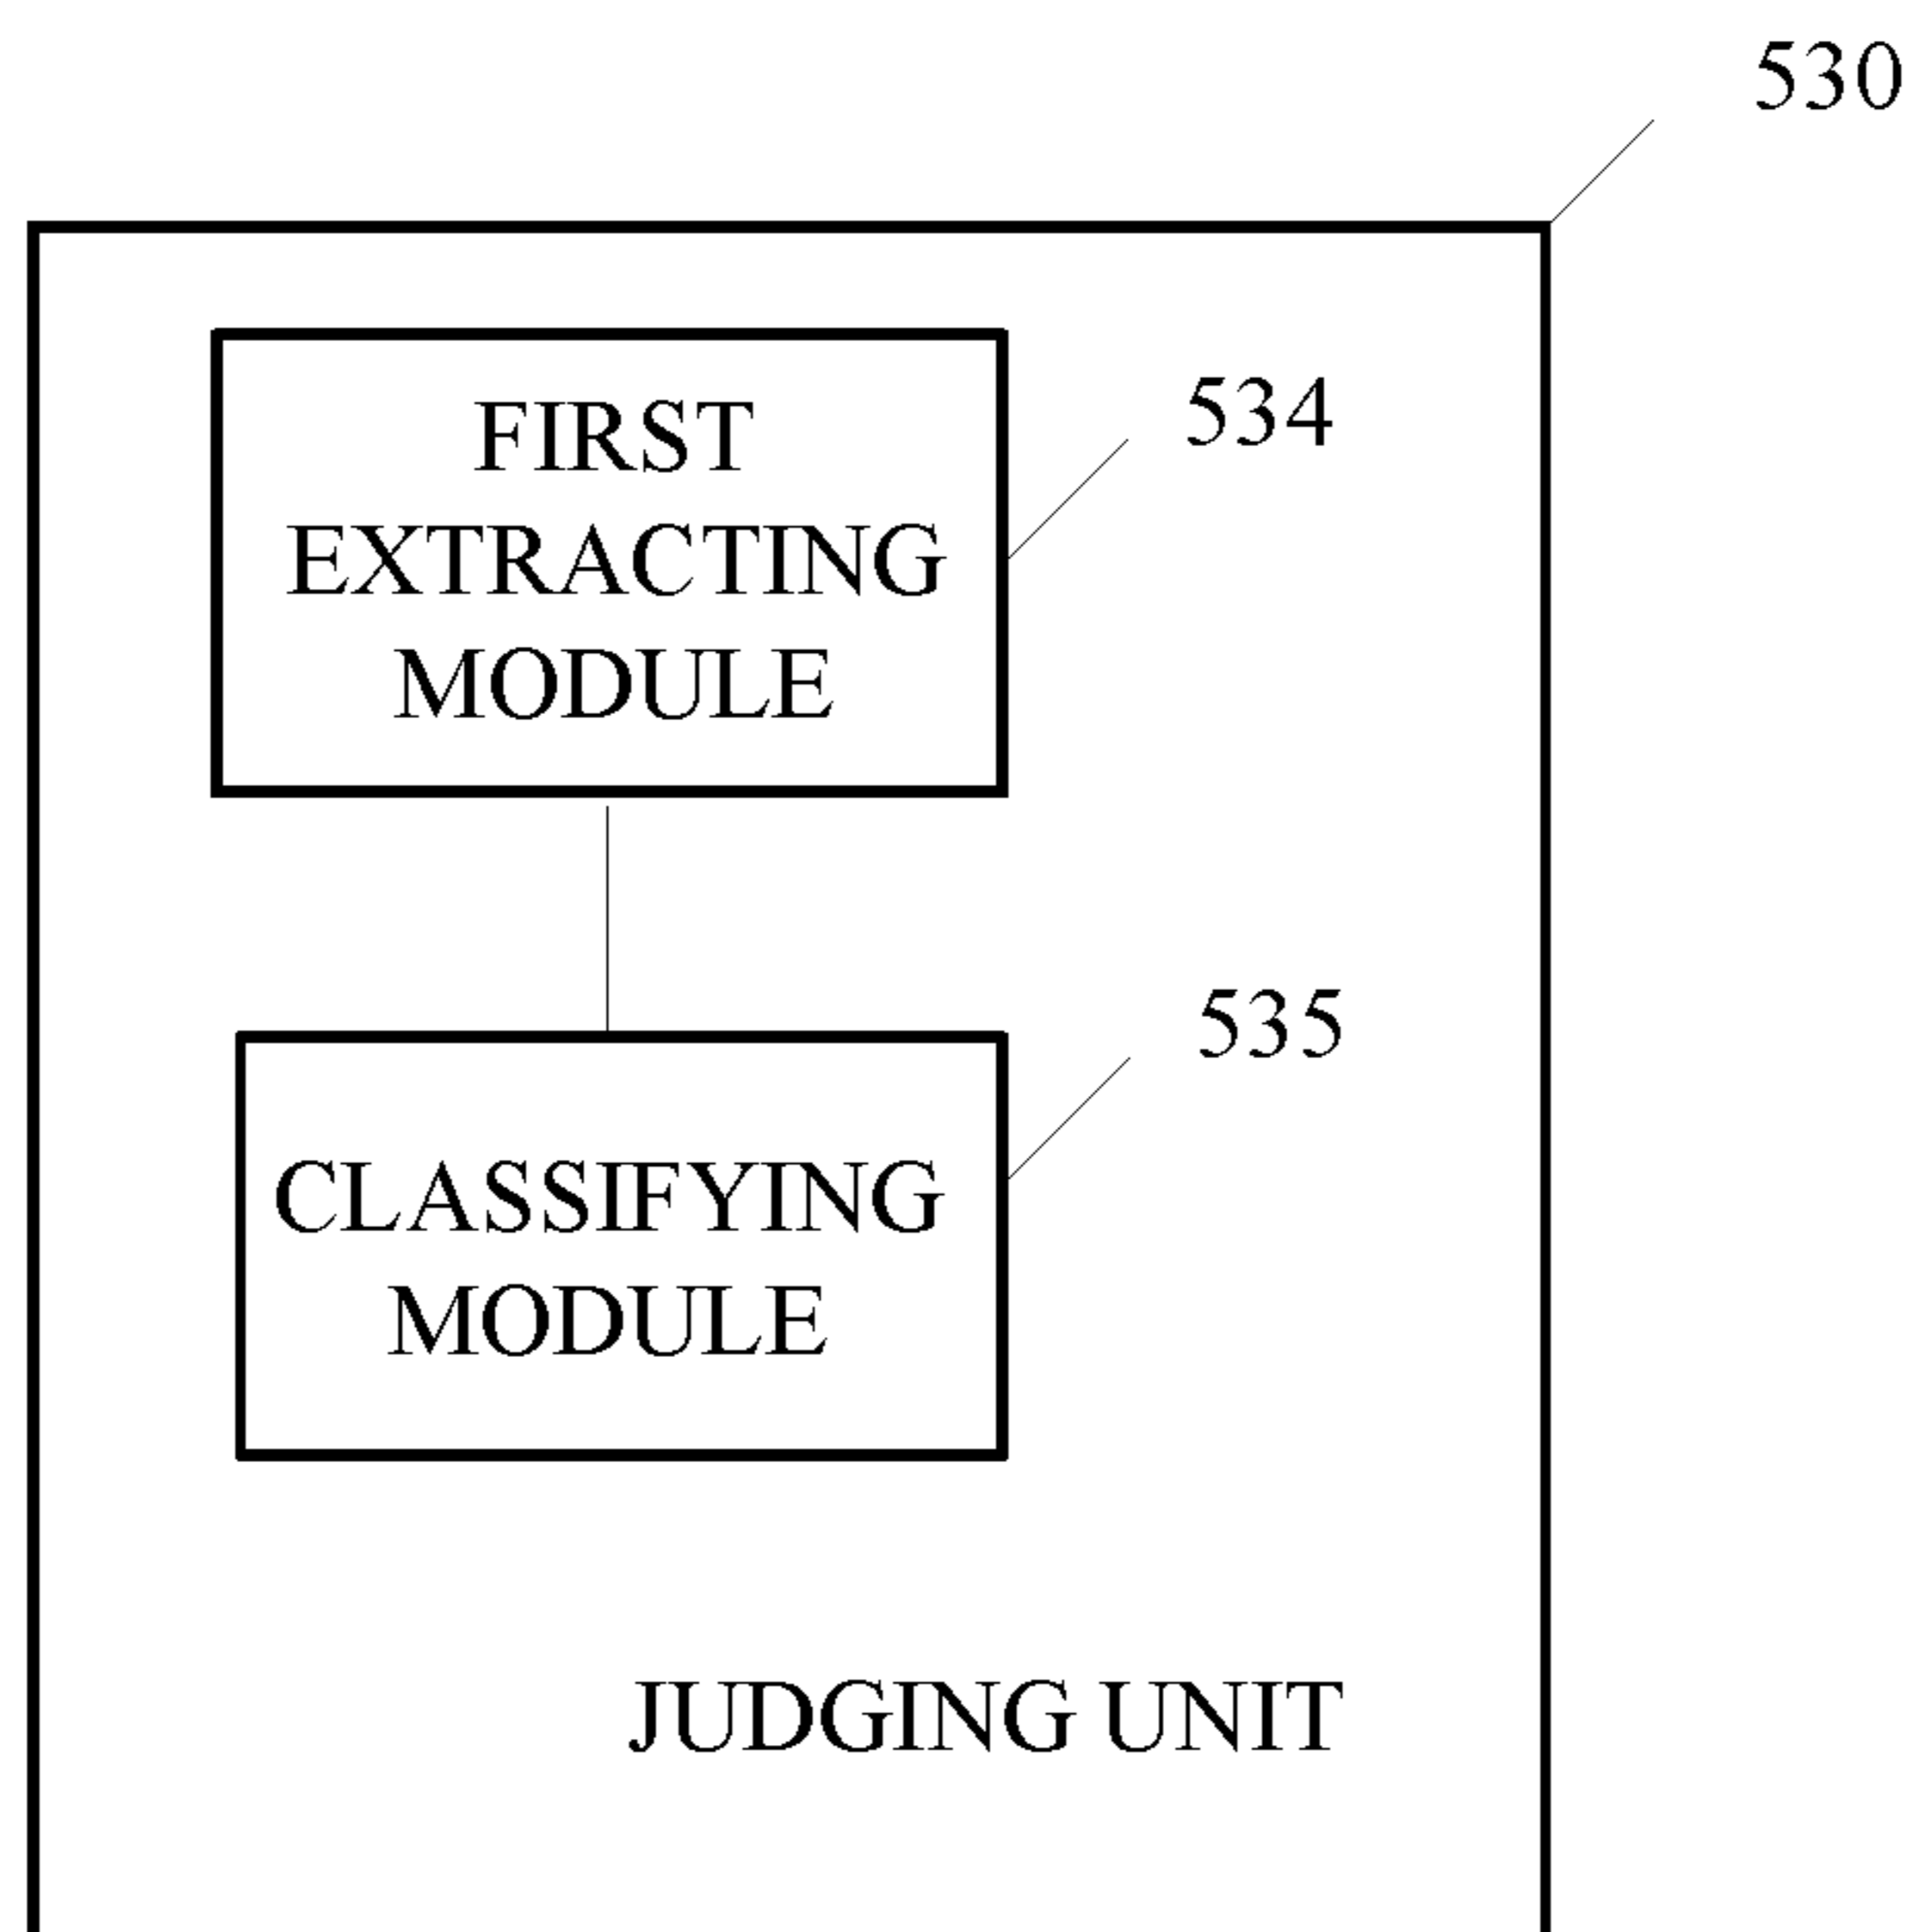 530
FIRST
EXTRACTING
MODULE
534
535
CLASSIFYING
MODULE
JUDGING UNIT